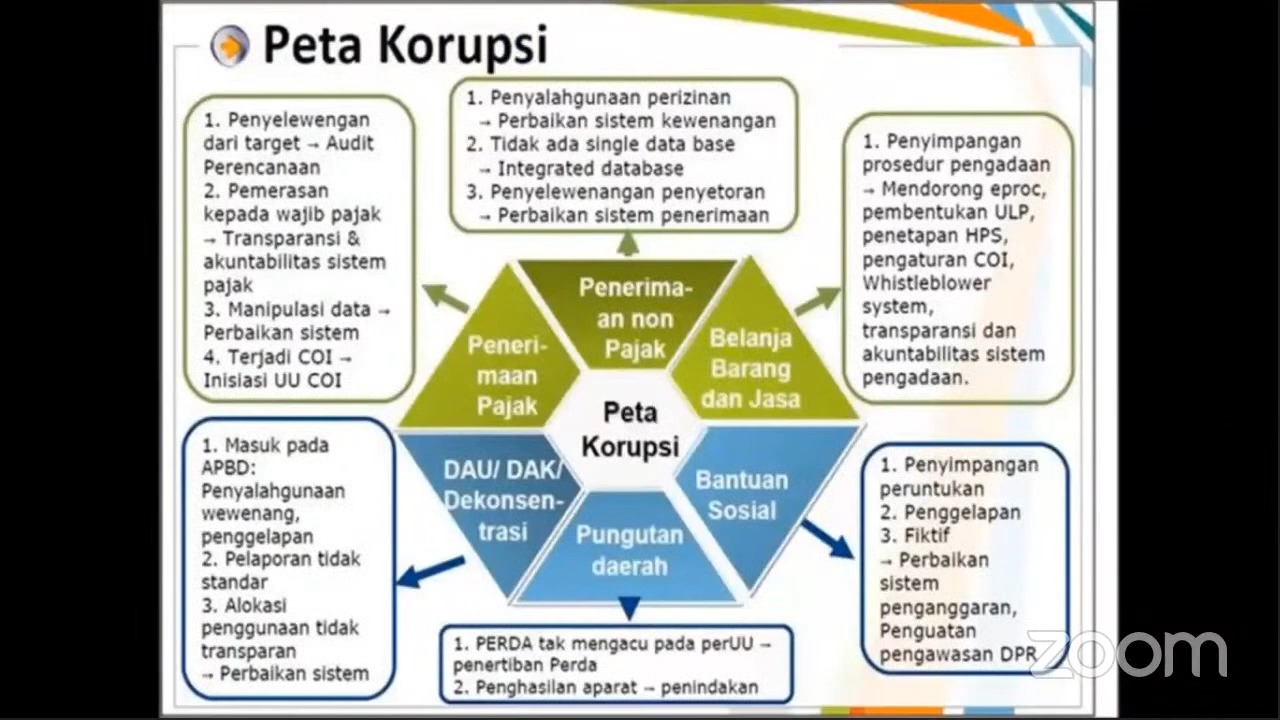 Peta Korupsi
1. Penyelewengan
dari target → Audit
Perencanaan
2. Pemerasan
kepada wajib pajak
→ Transparansi &
akuntabilitas sistem
pajak
3. Manipulasi data →
Perbaikan sistem
4. Terjadi COI →
Inisiasi UU COI
1. Penyalahgunaan perizinan
→ Perbaikan sistem kewenangan
2. Tidak ada single data base
→ Integrated database
3. Penyelewenangan penyetoran
→ Perbaikan sistem penerimaan
1. Penyimpangan
prosedur pengadaan
→ Mendorong eproc,
pembentukan ULP,
penetapan HPS,
pengaturan COI,
Whistleblower
system,
transparansi dan
akuntabilitas sistem
pengadaan.
Peneri-
maan
Pajak
Penerima-
an non
Pajak
Belanja
Barang
dan Jasa
Peta
Korupsi
DAU/ DAK/
Dekonsen-
trasi
Pungutan
daerah
Bantuan
Sosial
1. Masuk pada
APBD:
Penyalahgunaan
wewenang,
penggelapan
2. Pelaporan tidak
standar
3. Alokasi
penggunaan tidak
transparan
→ Perbaikan sistem
1. PERDA tak mengacu pada perUU →
penertiban Perda
2. Penghasilan aparat → penindakan
1. Penyimpangan
peruntukan
2. Penggelapan
3. Fiktif
→ Perbaikan
sistem
penganggaran,
Penguatan
pengawasan DPR
zoom